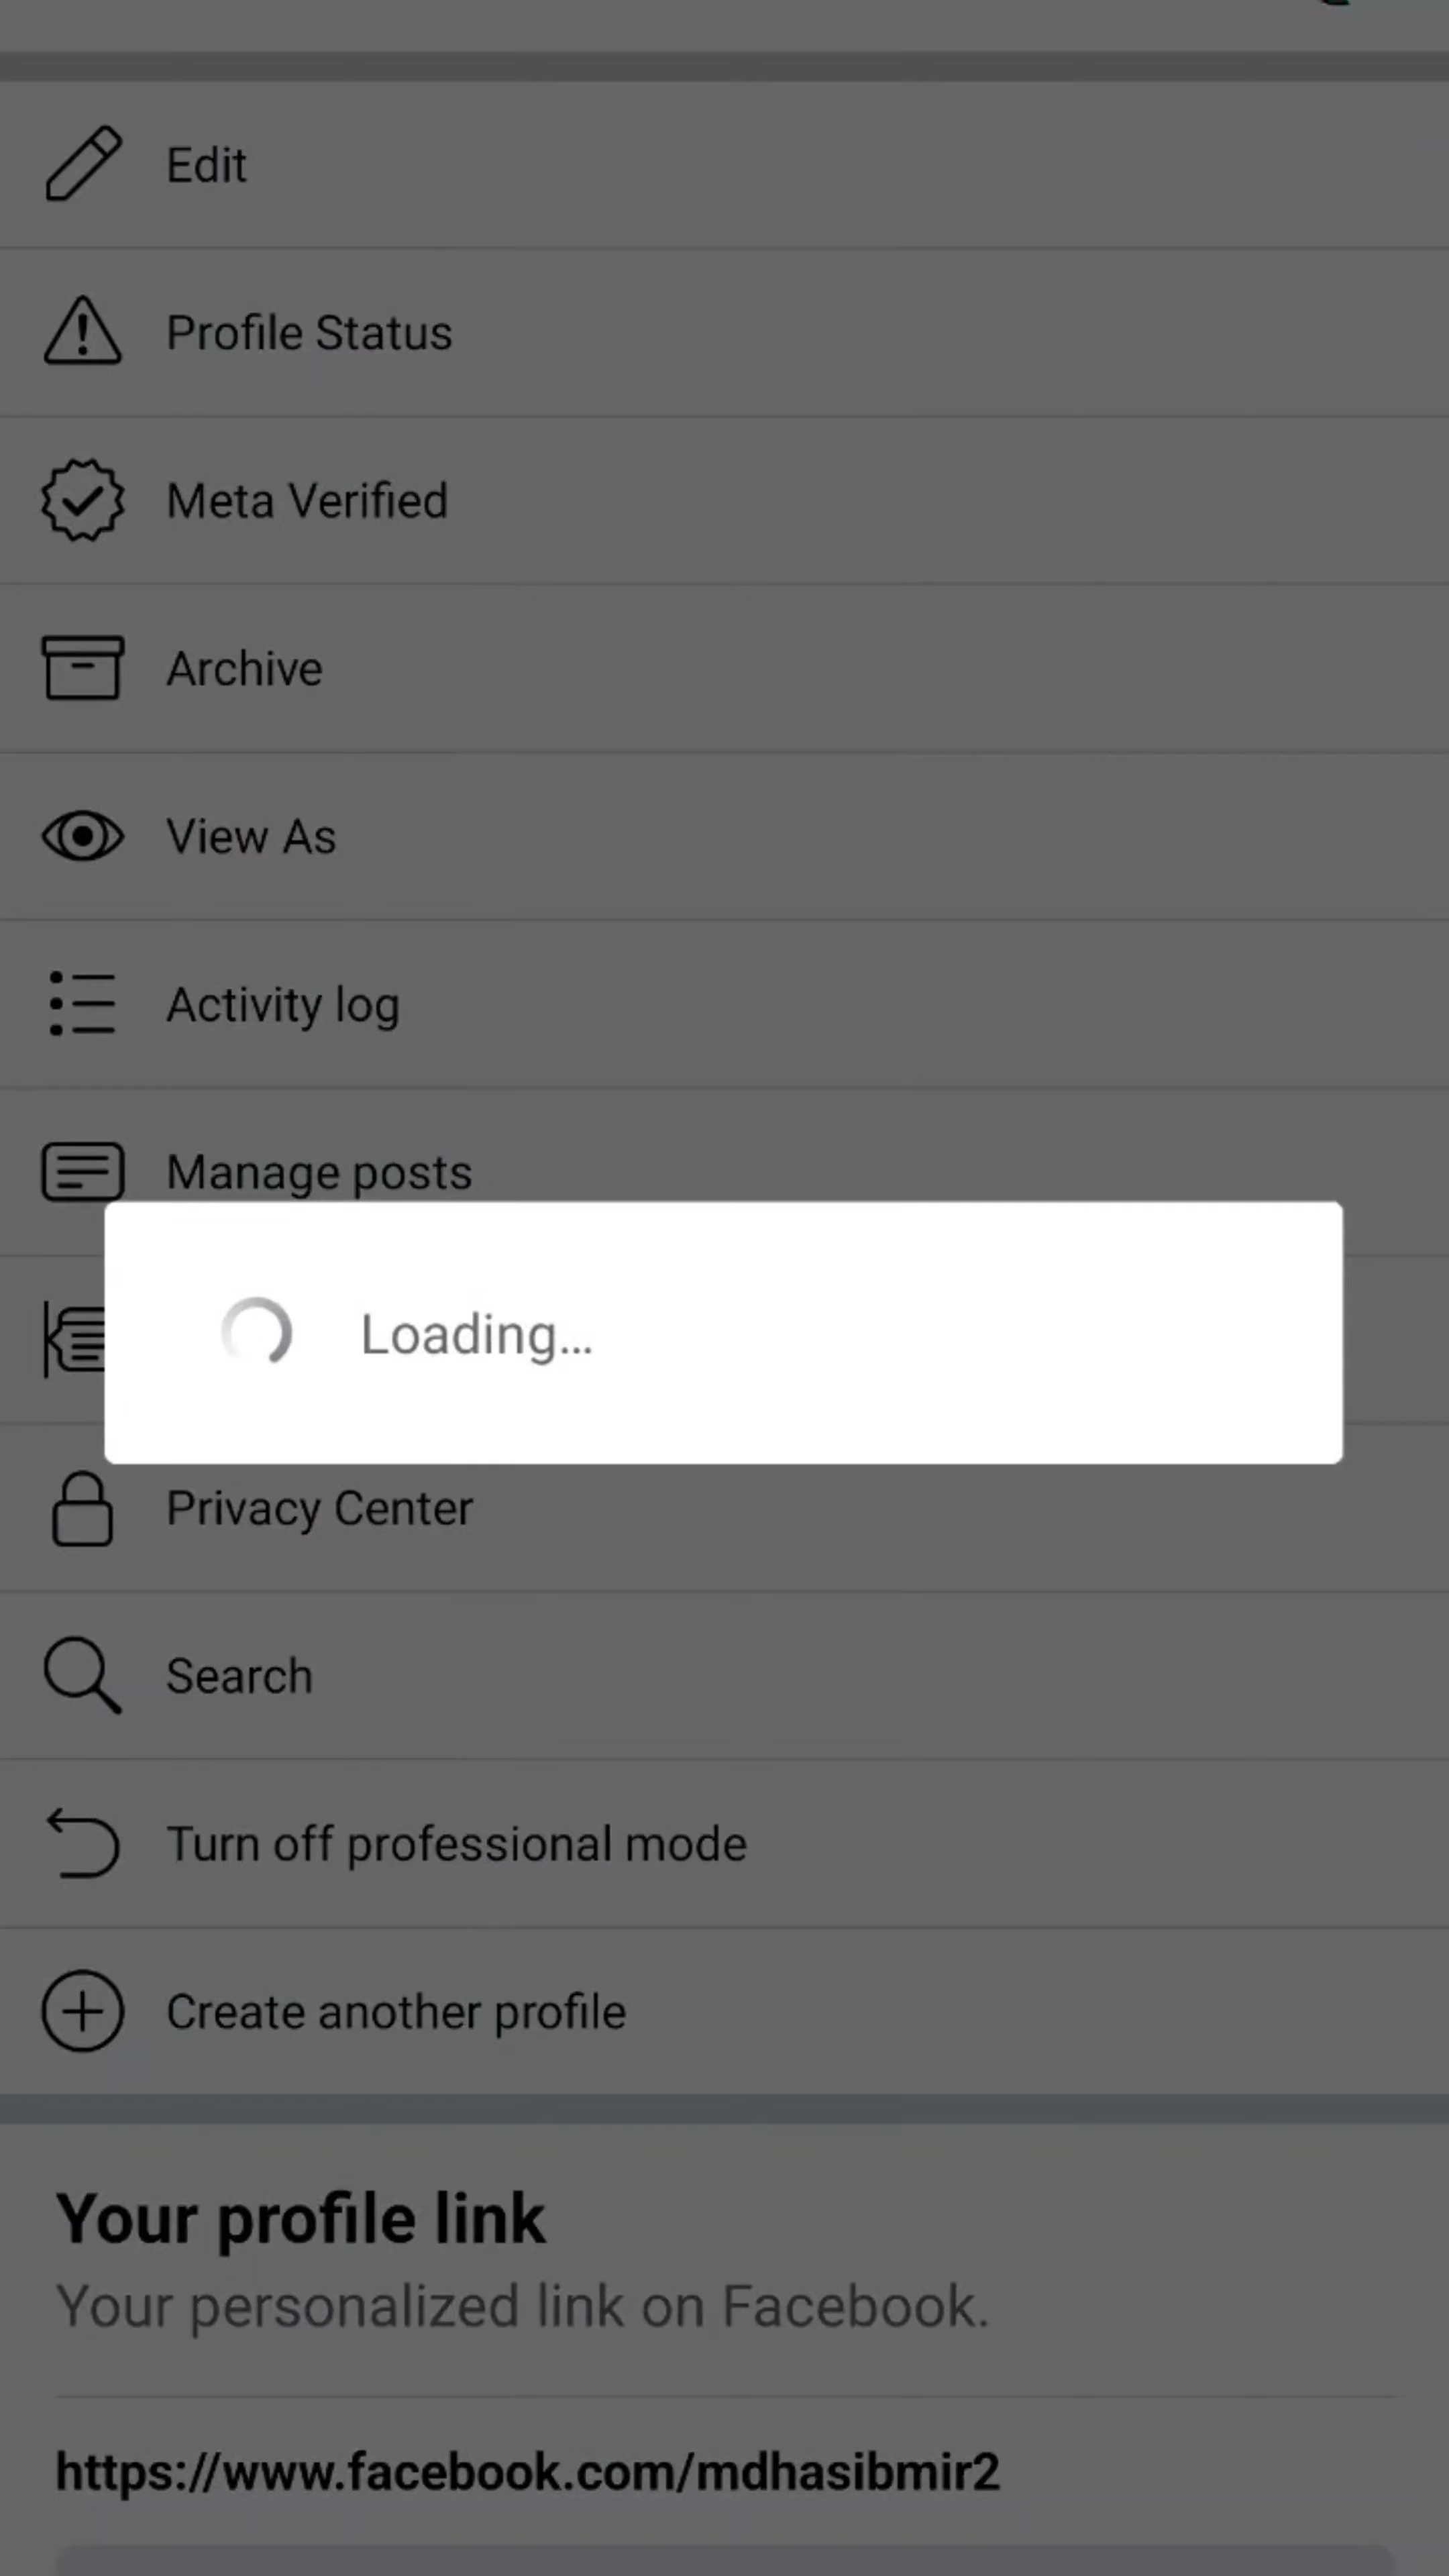 Edit
Profile Status
Meta Verified
Archive
View As
Activity log
Manage posts
Loading...
Privacy Center
Search
Turn off professional mode
Create another profile
Your profile link
Your personalized link on Facebook.
https://www.facebook.com/mdhasibmir2